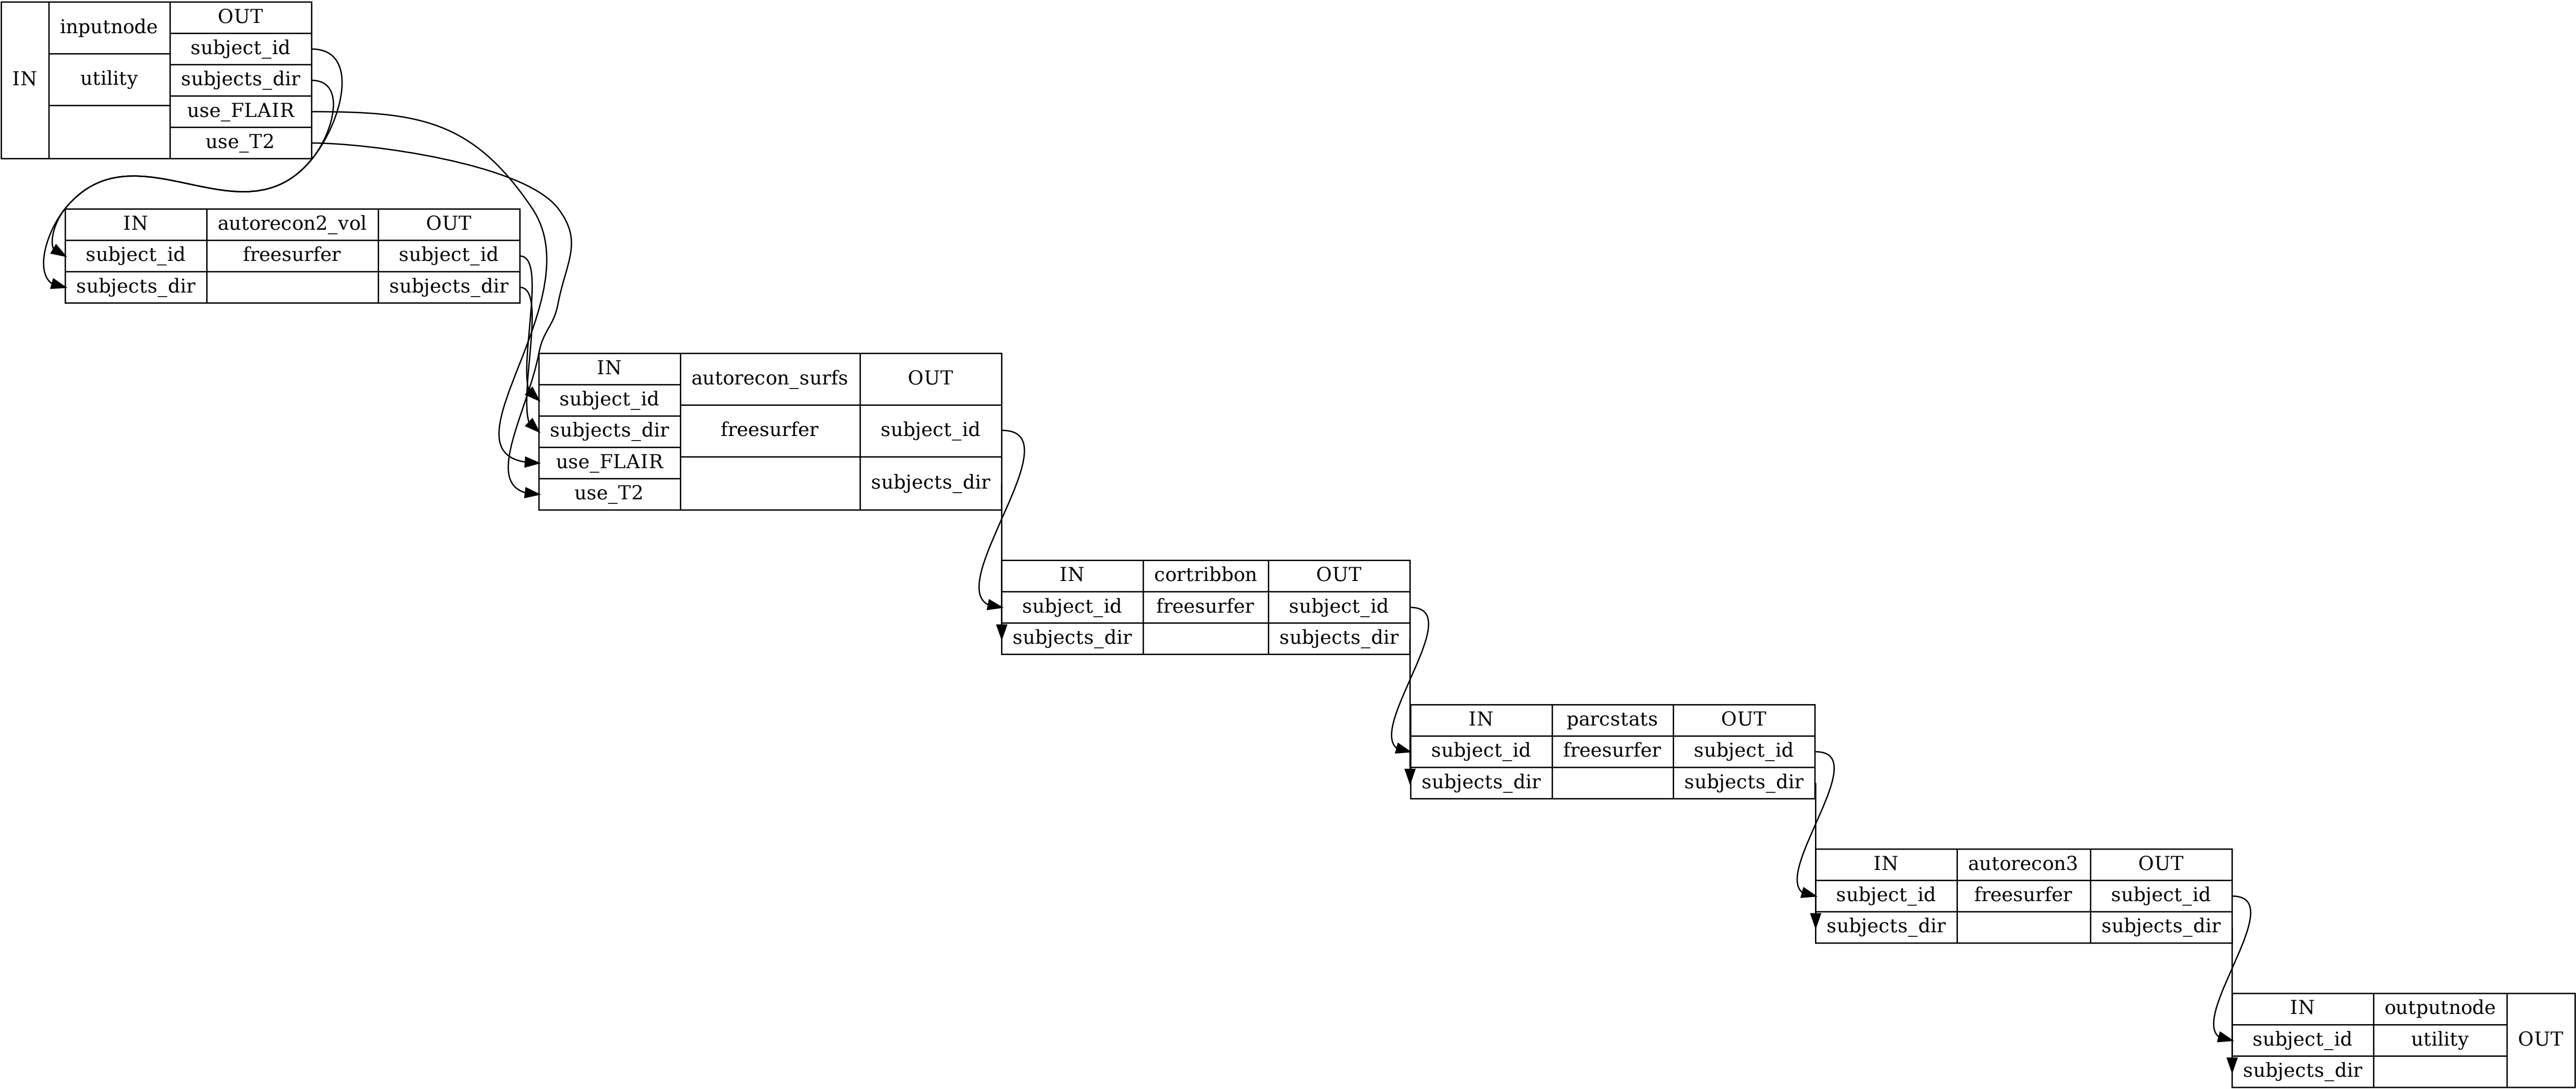 IN
inputnode
utility
OUT
subject_id
subjects_dir
use_FLAIR
use_T2
IN
subject_id
subjects_dir
autorecon2_vol
freesurfer
OUT
subject_id
subjects_dir
IN
subject_id
subjects_dir
use_FLAIR
use_T2
autorecon_surfs
freesurfer
OUT
subject_id
subjects_dir
IN
subject_id
subjects_dir
cortribbon
freesurfer
OUT
subject_id
subjects_dir
IN
subject_id
subjects_dir
parcstats
freesurfer
OUT
subject_id
subjects_dir
IN
subject_id
subjects_dir
autorecon3
freesurfer
OUT
subject_id
subjects_dir
IN
subject_id
subjects_dir
outputnode
utility
OUT